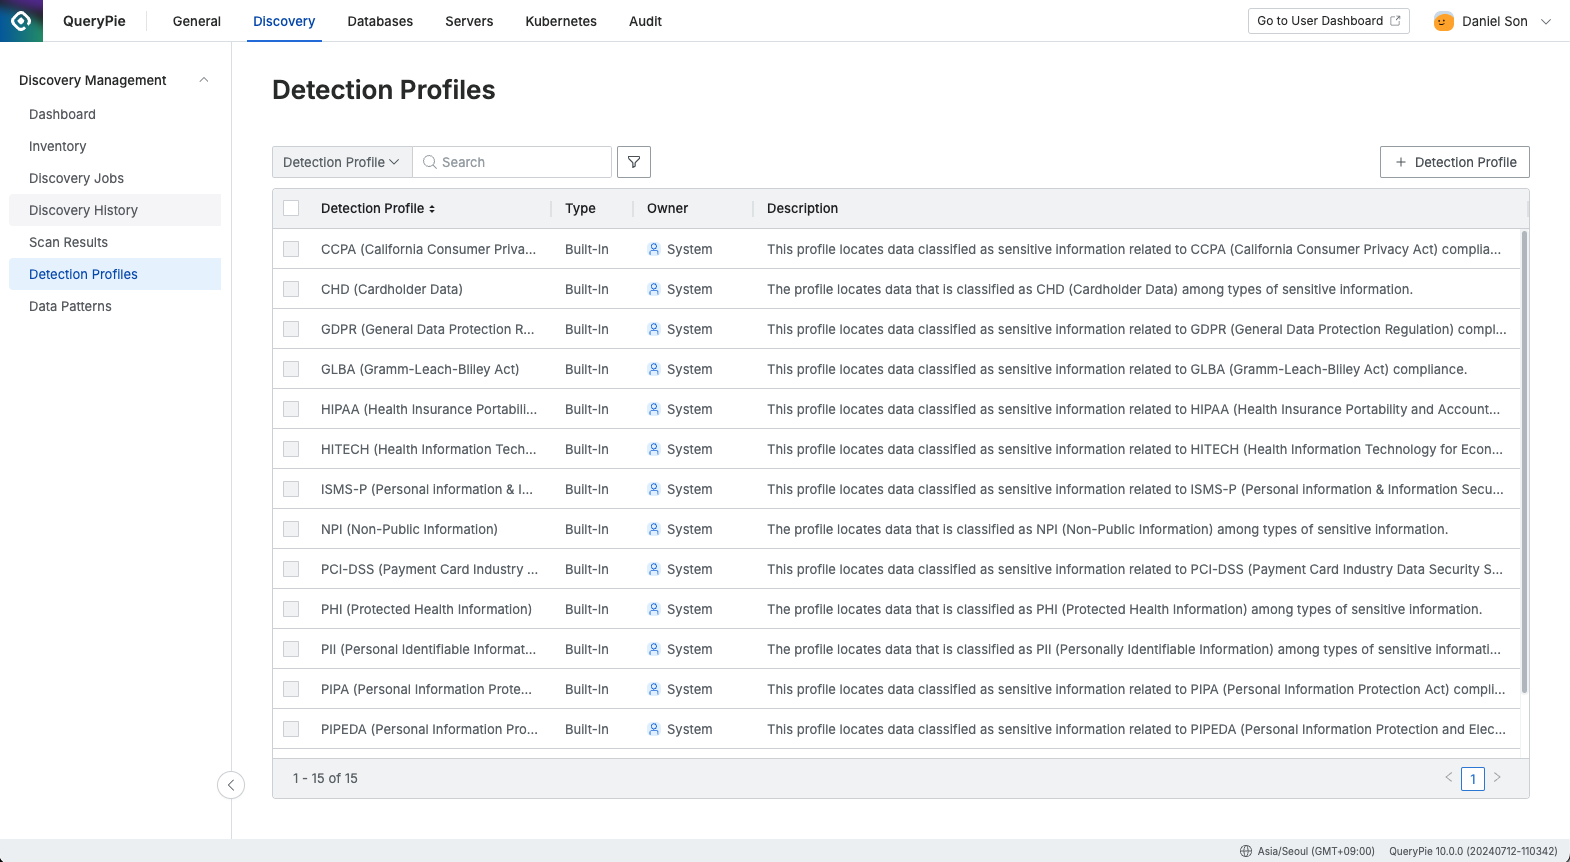 QueryPie
General
Discovery
Databases
Servers
Kubernetes
Audit
Go to User Dashboard
Daniel Son
Discovery Management
Dashboard
Inventory
Discovery Jobs
Discovery History
Scan Results
Detection Profiles
Data Patterns
Detection Profiles
Detection Profile
Search
+ Detection Profile
Detection Profile Type Owner Description
CCPA (California Consumer Priva... Built-In System This profile locates data classified as sensitive information related to CCPA (California Consumer Privacy Act) complia...
CHD (Cardholder Data) Built-In System The profile locates data that is classified as CHD (Cardholder Data) among types of sensitive information.
GDPR (General Data Protection R... Built-In System This profile locates data classified as sensitive information related to GDPR (General Data Protection Regulation) compl...
GLBA (Gramm-Leach-Bliley Act) Built-In System This profile locates data classified as sensitive information related to GLBA (Gramm-Leach-Bliley Act) compliance.
HIPAA (Health Insurance Portabili... Built-In System This profile locates data classified as sensitive information related to HIPAA (Health Insurance Portability and Account...
HITECH (Health Information Tech... Built-In System This profile locates data classified as sensitive information related to HITECH (Health Information Technology for Econ...
ISMS-P (Personal information & I... Built-In System This profile locates data classified as sensitive information related to ISMS-P (Personal information & Information Secu...
NPI (Non-Public Information) Built-In System The profile locates data that is classified as NPI (Non-Public Information) among types of sensitive information.
PCI-DSS (Payment Card Industry ... Built-In System This profile locates data classified as sensitive information related to PCI-DSS (Payment Card Industry Data Security S...
PHI (Protected Health Information) Built-In System The profile locates data that is classified as PHI (Protected Health Information) among types of sensitive information.
PII (Personal Identifiable Informat... Built-In System The profile locates data that is classified as PII (Personally Identifiable Information) among types of sensitive informati...
PIPA (Personal Information Prote... Built-In System This profile locates data classified as sensitive information related to PIPA (Personal Information Protection Act) compli...
PIPEDA (Personal Information Pro... Built-In System This profile locates data classified as sensitive information related to PIPEDA (Personal Information Protection and Elec...
1 - 15 of 15
1
Asia/Seoul (GMT+09:00)
QueryPie 10.0.0 (20240712-110342)